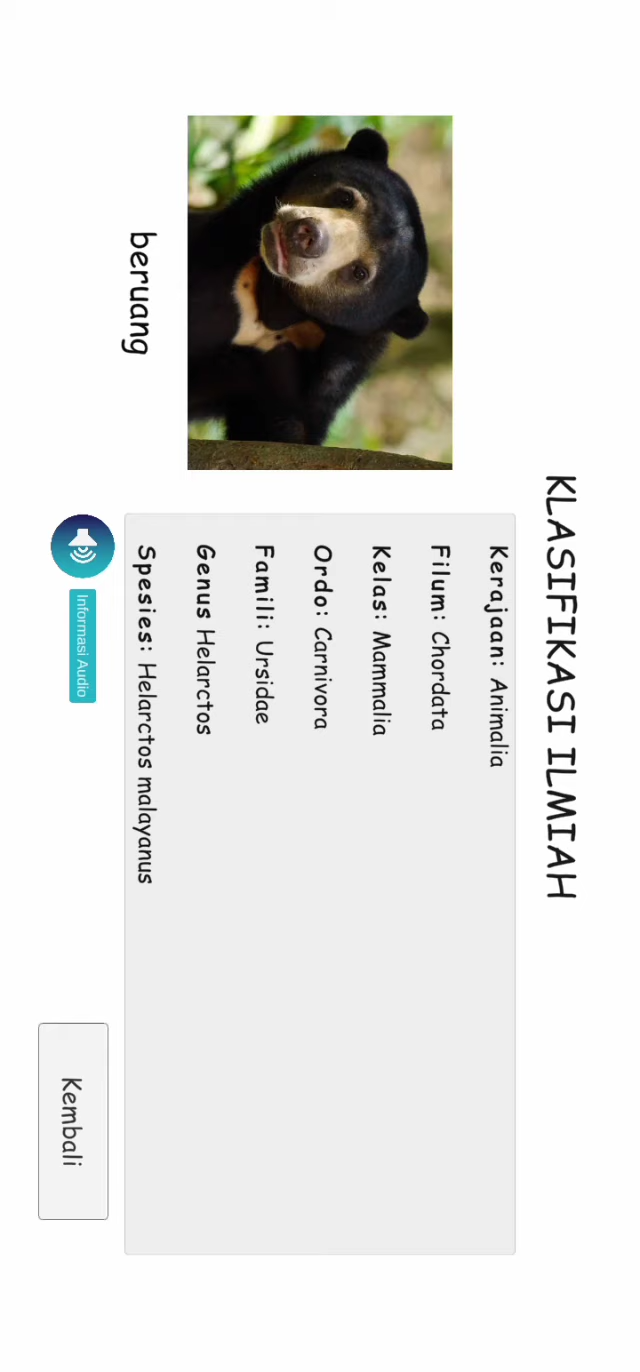 KLASIFIKASI ILMIAH
beruang
Kerajaan: Animalia
Filum: Chordata
Kelas: Mammalia
Ordo: Carnivora
Famili: Ursidae
Genus Helarctos
Spesies: Helarctos malayanus
Informasi Audio
Kembali